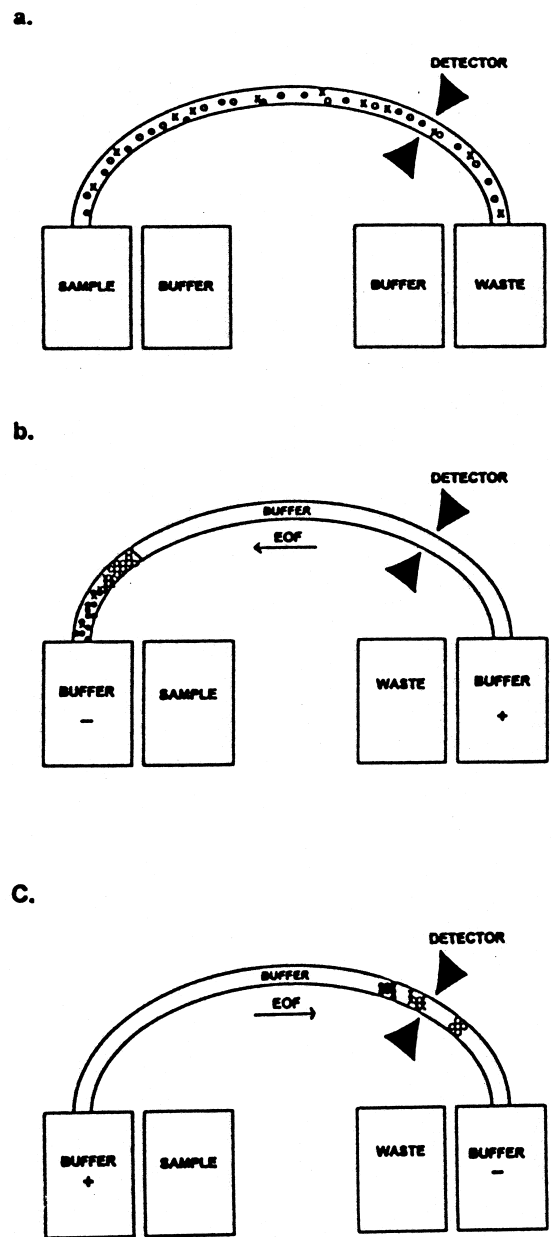 a.
DETECTOR
SAMPLE BUFFER BUFFER WASTE
b.
DETECTOR
BUFFER
EOF
BUFFER SAMPLE WASTE BUFFER
− +
C.
DETECTOR
BUFFER
EOF
BUFFER SAMPLE WASTE BUFFER
+ −